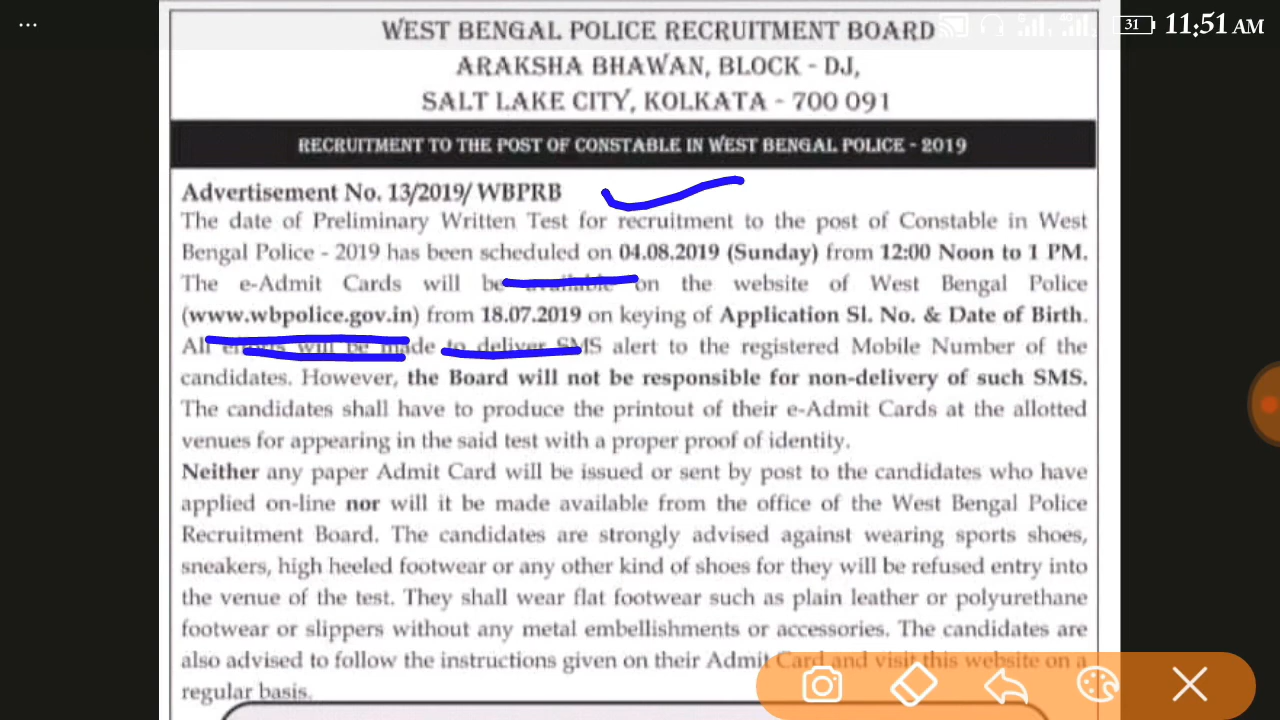 ...
31 11:51 AM
WEST BENGAL POLICE RECRUITMENT BOARD
ARAKSHA BHAWAN, BLOCK - DJ,
SALT LAKE CITY, KOLKATA - 700 091
RECRUITMENT TO THE POST OF CONSTABLE IN WEST BENGAL POLICE - 2019
Advertisement No. 13/2019/ WBPRB
The date of Preliminary Written Test for recruitment to the post of Constable in West
Bengal Police - 2019 has been scheduled on 04.08.2019 (Sunday) from 12:00 Noon to 1 PM.
The e-Admit Cards will be available on the website of West Bengal Police
(www.wbpolice.gov.in) from 18.07.2019 on keying of Application Sl. No. & Date of Birth.
All efforts will be made to deliver SMS alert to the registered Mobile Number of the
candidates. However, the Board will not be responsible for non-delivery of such SMS.
The candidates shall have to produce the printout of their e-Admit Cards at the allotted
venues for appearing in the said test with a proper proof of identity.
Neither any paper Admit Card will be issued or sent by post to the candidates who have
applied on-line nor will it be made available from the office of the West Bengal Police
Recruitment Board. The candidates are strongly advised against wearing sports shoes,
sneakers, high heeled footwear or any other kind of shoes for they will be refused entry into
the venue of the test. They shall wear flat footwear such as plain leather or polyurethane
footwear or slippers without any metal embellishments or accessories. The candidates are
also advised to follow the instructions given on their Admit Card and visit this website on a
regular basis.